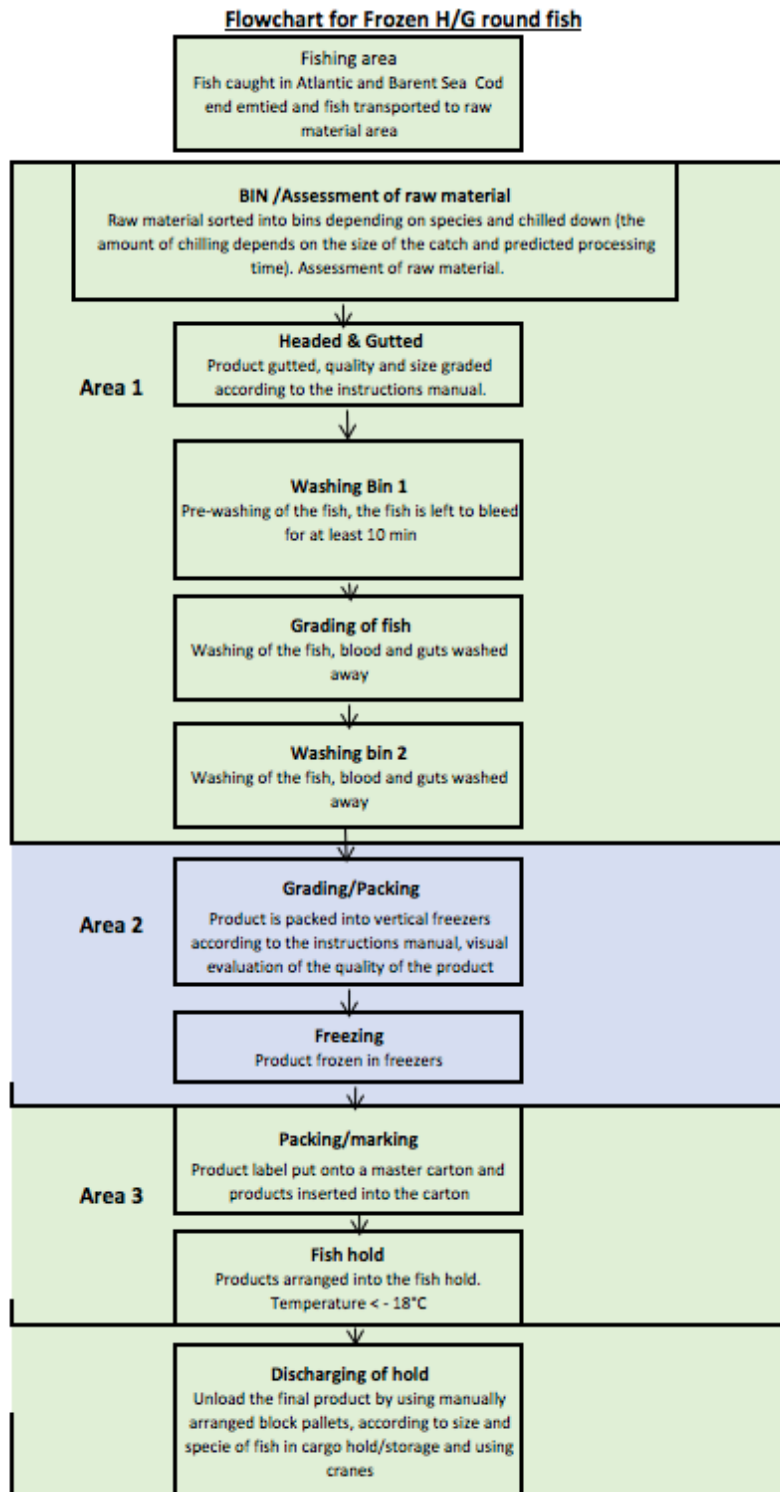 Flowchart for Frozen H/G round fish
Fishing area
Fish caught in Atlantic and Barent Sea Cod
end emtied and fish transported to raw
material area
BIN /Assessment of raw material
Raw material sorted into bins depending on species and chilled down (the
amount of chilling depends on the size of the catch and predicted processing
time). Assessment of raw material.
Headed & Gutted
Product gutted, quality and size graded
according to the instructions manual.
Area 1
Washing Bin 1
Pre-washing of the fish, the fish is left to bleed
for at least 10 min
Grading of fish
Washing of the fish, blood and guts washed
away
Washing bin 2
Washing of the fish, blood and guts washed
away
Grading/Packing
Area 2
Product is packed into vertical freezers
according to the instructions manual, visual
evaluation of the quality of the product
Freezing
Product frozen in freezers
Packing/marking
Product label put onto a master carton and
products inserted into the carton
Area 3
Fish hold
Products arranged into the fish hold.
Temperature < - 18°C
Discharging of hold
Unload the final product by using manually
arranged block pallets, according to size and
specie of fish in cargo hold/storage and using
cranes